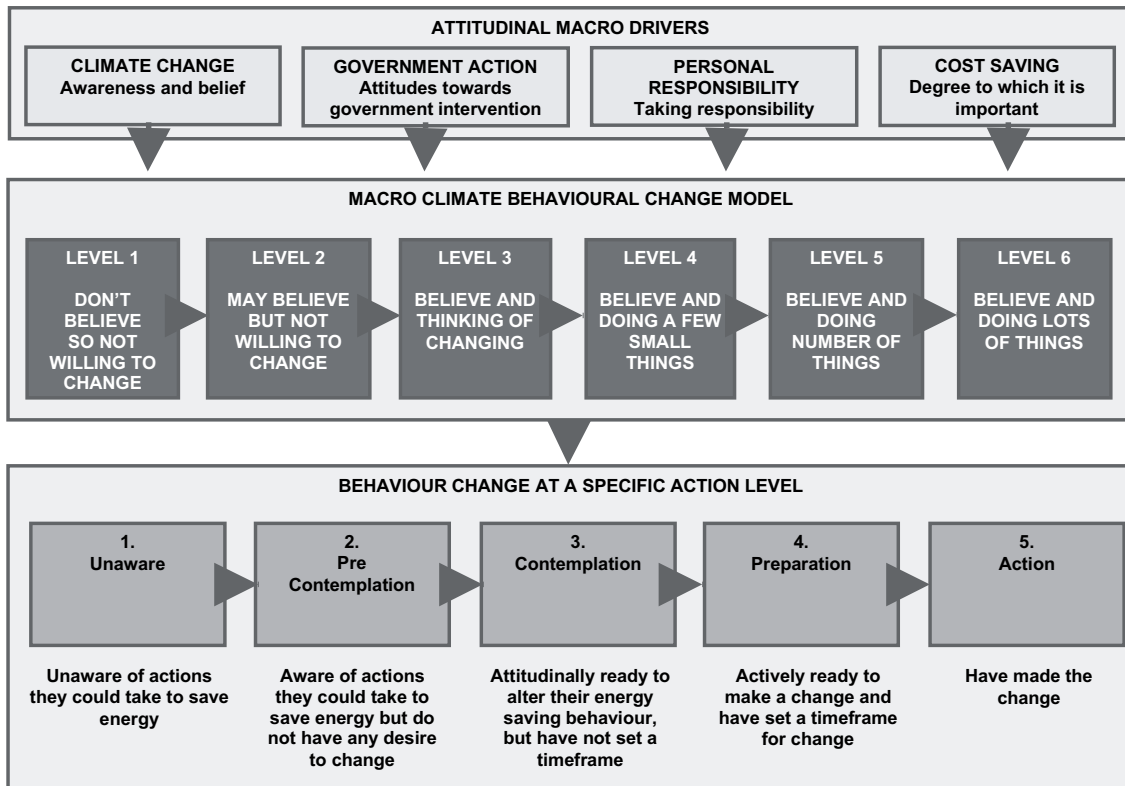 ATTITUDINAL MACRO DRIVERS
CLIMATE CHANGE
Awareness and belief
GOVERNMENT ACTION
Attitudes towards
government intervention
PERSONAL
RESPONSIBILITY
Taking responsibility
COST SAVING
Degree to which it is
important
MACRO CLIMATE BEHAVIOURAL CHANGE MODEL
LEVEL 1
DON'T
BELIEVE
SO NOT
WILLING TO
CHANGE
LEVEL 2
MAY BELIEVE
BUT NOT
WILLING TO
CHANGE
LEVEL 3
BELIEVE AND
THINKING OF
CHANGING
LEVEL 4
BELIEVE AND
DOING A FEW
SMALL
THINGS
LEVEL 5
BELIEVE AND
DOING
NUMBER OF
THINGS
LEVEL 6
BELIEVE AND
DOING LOTS
OF THINGS
BEHAVIOUR CHANGE AT A SPECIFIC ACTION LEVEL
1.
Unaware
2.
Pre
Contemplation
3.
Contemplation
4.
Preparation
5.
Action
Unaware of actions
they could take to save
energy
Aware of actions
they could take to
save energy but do
not have any desire
to change
Attitudinally ready to
alter their energy
saving behaviour,
but have not set a
timeframe
Actively ready to
make a change and
have set a timeframe
for change
Have made the
change